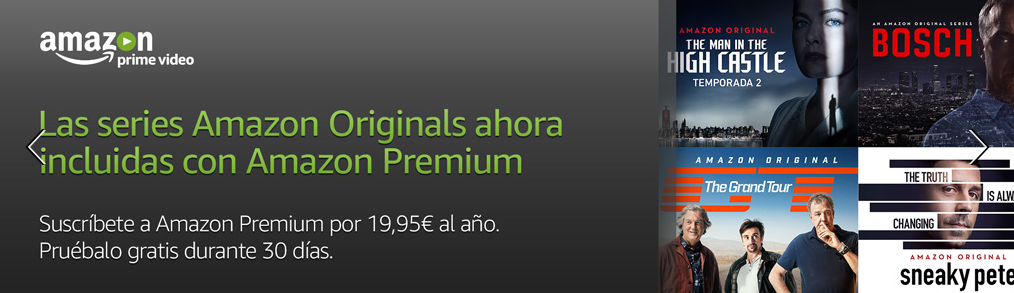 amazon
prime video
Las series Amazon Originals ahora
incluidas con Amazon Premium
Suscríbete a Amazon Premium por 19,95€ al año.
Pruébalo gratis durante 30 días.
AMAZON ORIGINAL
THE MAN IN THE
HIGH CASTLE
TEMPORADA 2
AN AMAZON ORIGINAL SERIES
BOSCH
AMAZON ORIGINAL
The Grand Tour
THE TRUTH
IS ALWA
CHANGING
AMAZON ORIGINAL
sneaky pete